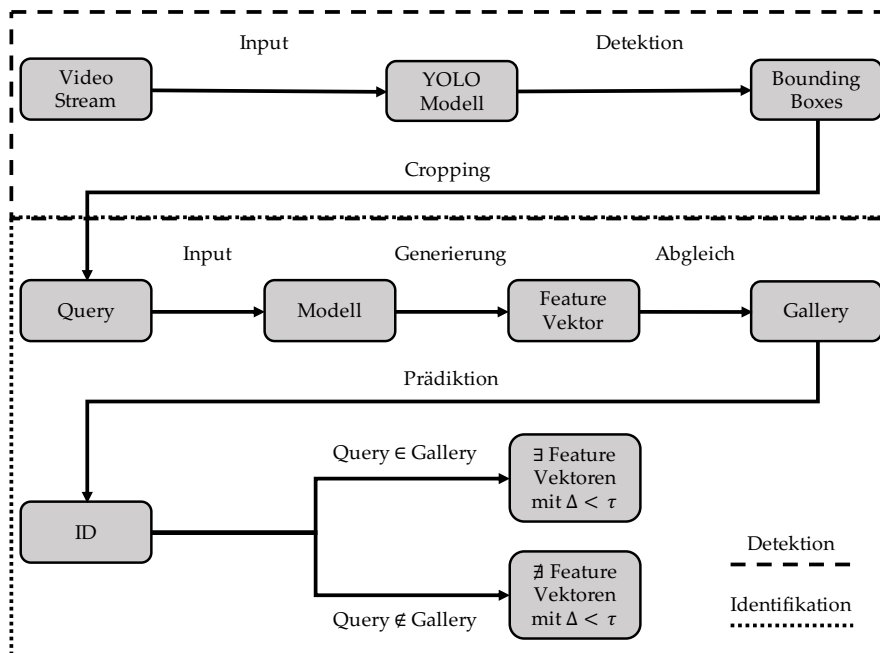 Input
Detektion
Video
Stream
YOLO
Modell
Bounding
Boxes
Cropping
Input
Generierung
Abgleich
Query
Modell
Feature
Vektor
Gallery
Prädiktion
Query ∈ Gallery
∃ Feature
Vektoren
mit Δ < τ
ID
Query ∉ Gallery
∄ Feature
Vektoren
mit Δ < τ
Detektion
Identifikation